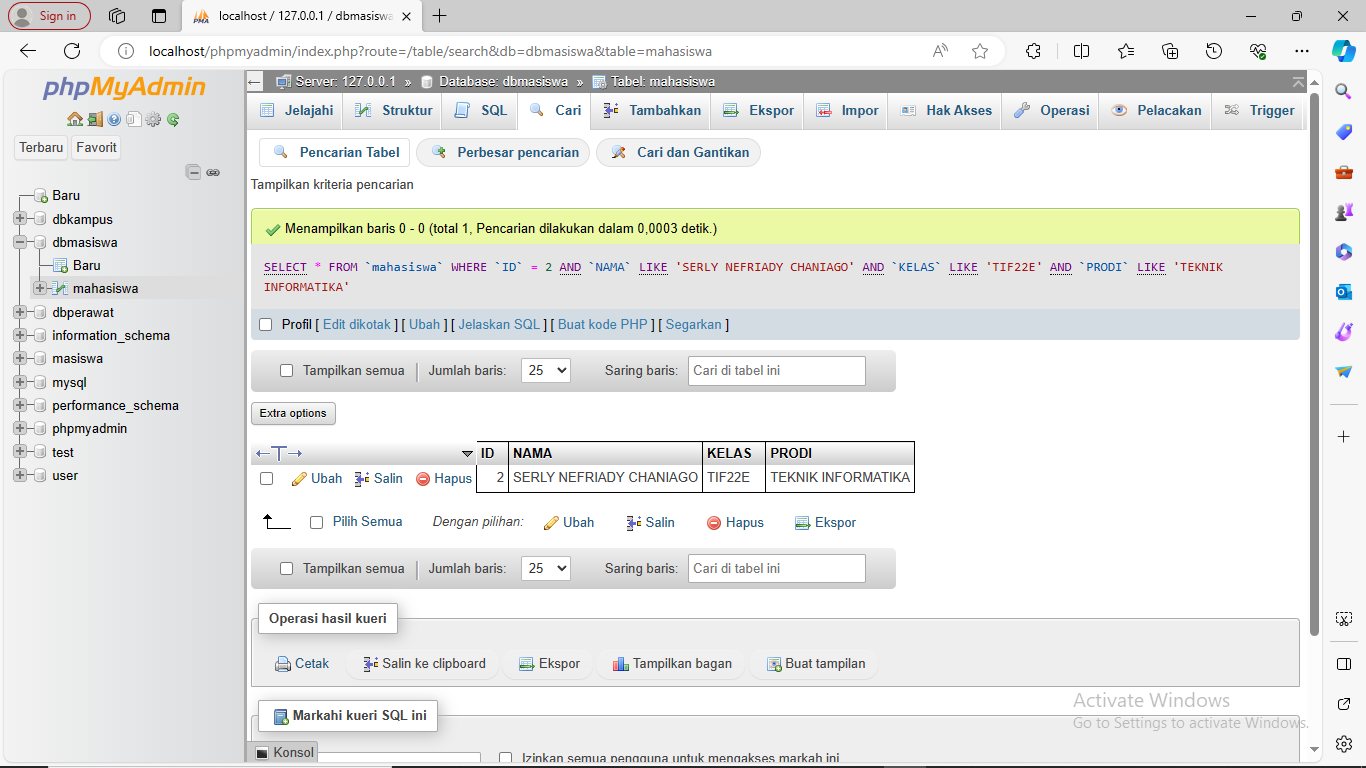 Sign in
localhost / 127.0.0.1 / dbmasiswa
localhost/phpmyadmin/index.php?route=/table/search&db=dbmasiswa&table=mahasiswa
phpMyAdmin
Terbaru Favorit
Baru
dbkampus
dbmasiswa
Baru
mahasiswa
dbperawat
information_schema
masiswa
mysql
performance_schema
phpmyadmin
test
user
Server: 127.0.0.1 » Database: dbmasiswa » Tabel: mahasiswa
Jelajahi Struktur SQL Cari Tambahkan Ekspor Impor Hak Akses Operasi Pelacakan Trigger
Pencarian Tabel Perbesar pencarian Cari dan Gantikan
Tampilkan kriteria pencarian
Menampilkan baris 0 - 0 (total 1, Pencarian dilakukan dalam 0,0003 detik.)
SELECT * FROM `mahasiswa` WHERE `ID` = 2 AND `NAMA` LIKE 'SERLY NEFRIADY CHANIAGO' AND `KELAS` LIKE 'TIF22E' AND `PRODI` LIKE 'TEKNIK
INFORMATIKA'
Profil [ Edit dikotak ] [ Ubah ] [ Jelaskan SQL ] [ Buat kode PHP ] [ Segarkan ]
Tampilkan semua Jumlah baris: 25 Saring baris: Cari di tabel ini
Extra options
←T→ ID NAMA KELAS PRODI
Ubah Salin Hapus 2 SERLY NEFRIADY CHANIAGO TIF22E TEKNIK INFORMATIKA
Pilih Semua Dengan pilihan: Ubah Salin Hapus Ekspor
Tampilkan semua Jumlah baris: 25 Saring baris: Cari di tabel ini
Operasi hasil kueri
Cetak Salin ke clipboard Ekspor Tampilkan bagan Buat tampilan
Activate Windows
Go to Settings to activate Windows.
Markahi kueri SQL ini
Konsol
Izinkan semua pengguna untuk mengakses markah ini